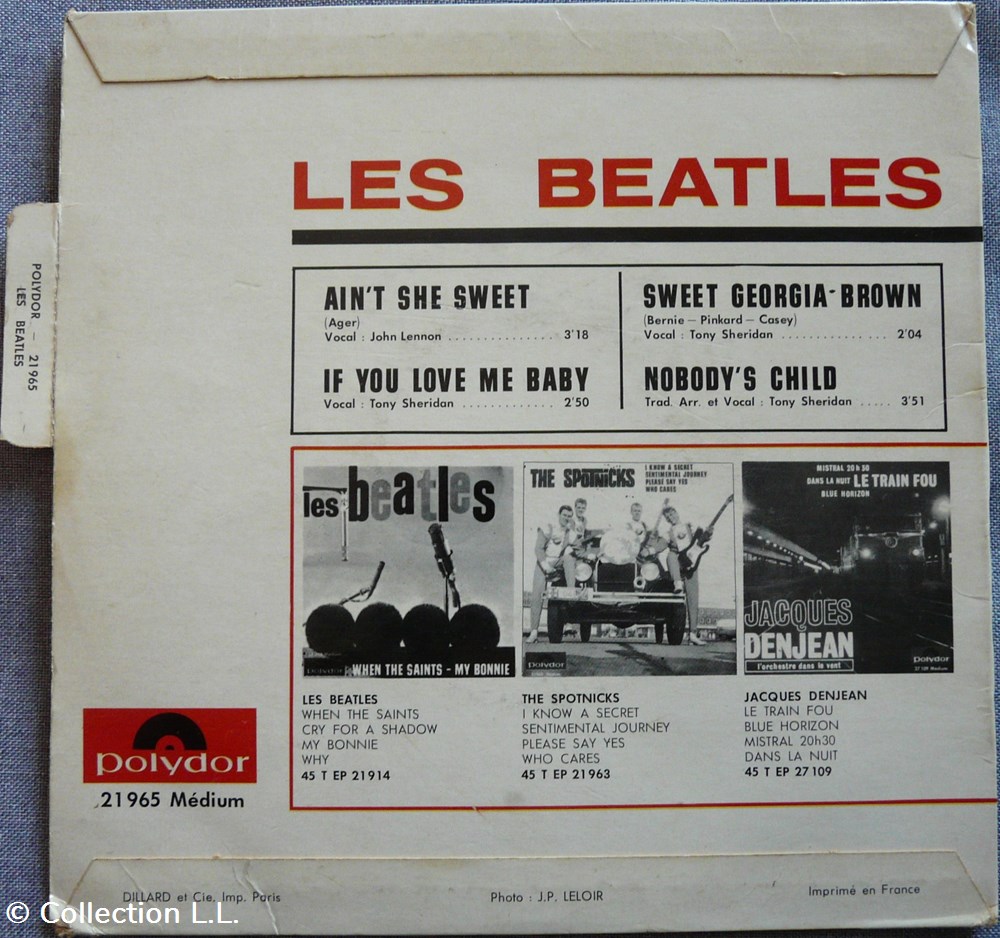 LES BEATLES
POLYDOR - 21965
LES BEATLES
AIN'T SHE SWEET
(Ager)
Vocal : John Lennon ............... 3'18
IF YOU LOVE ME BABY
Vocal : Tony Sheridan ............. 2'50
SWEET GEORGIA-BROWN
(Bernie – Pinkard – Casey)
Vocal : Tony Sheridan ............... 2'04
NOBODY'S CHILD
Trad. Arr. et Vocal : Tony Sheridan ..... 3'51
les beatles
WHEN THE SAINTS - MY BONNIE
THE SPOTNICKS
I KNOW A SECRET
SENTIMENTAL JOURNEY
PLEASE SAY YES
WHO CARES
Polydor
MISTRAL 20 h 30
DANS LA NUIT LE TRAIN FOU
BLUE HORIZON
JACQUES
DENJEAN
l'orchestre dans le vent
Polydor
LES BEATLES
WHEN THE SAINTS
CRY FOR A SHADOW
MY BONNIE
WHY
45 T EP 21914
THE SPOTNICKS
I KNOW A SECRET
SENTIMENTAL JOURNEY
PLEASE SAY YES
WHO CARES
45 T EP 21963
JACQUES DENJEAN
LE TRAIN FOU
BLUE HORIZON
MISTRAL 20h30
DANS LA NUIT
45 T EP 27109
Polydor
21965 Médium
DILLARD et Cie. Imp. Paris
Photo : J.P. LELOIR
Imprimé en France
© Collection L.L.